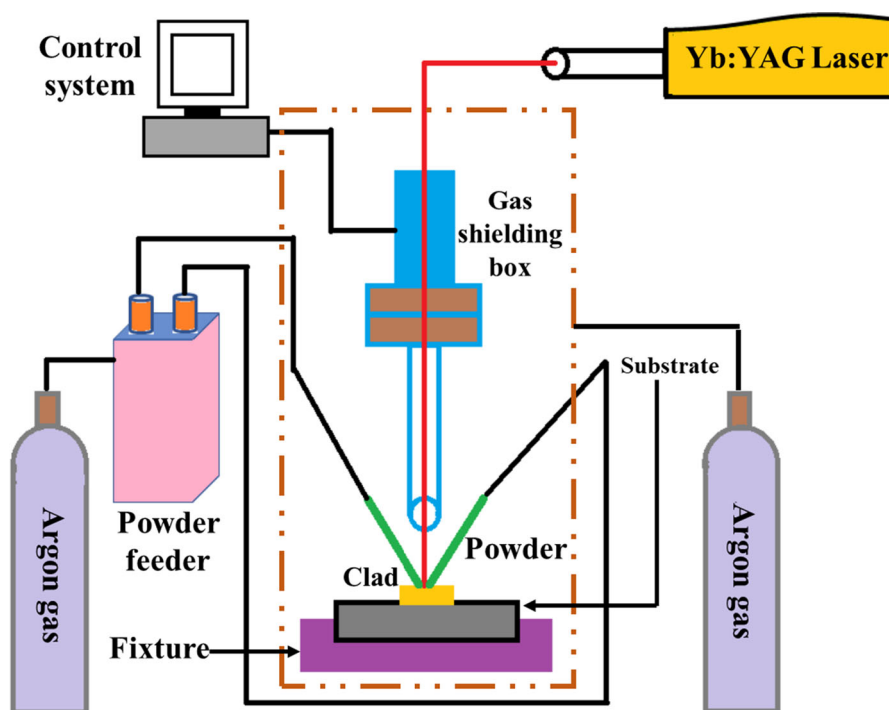 Control
system
Yb:YAG Laser
Gas
shielding
box
Substrate
Argon gas
Powder
feeder
Powder
Clad
Argon gas
Fixture